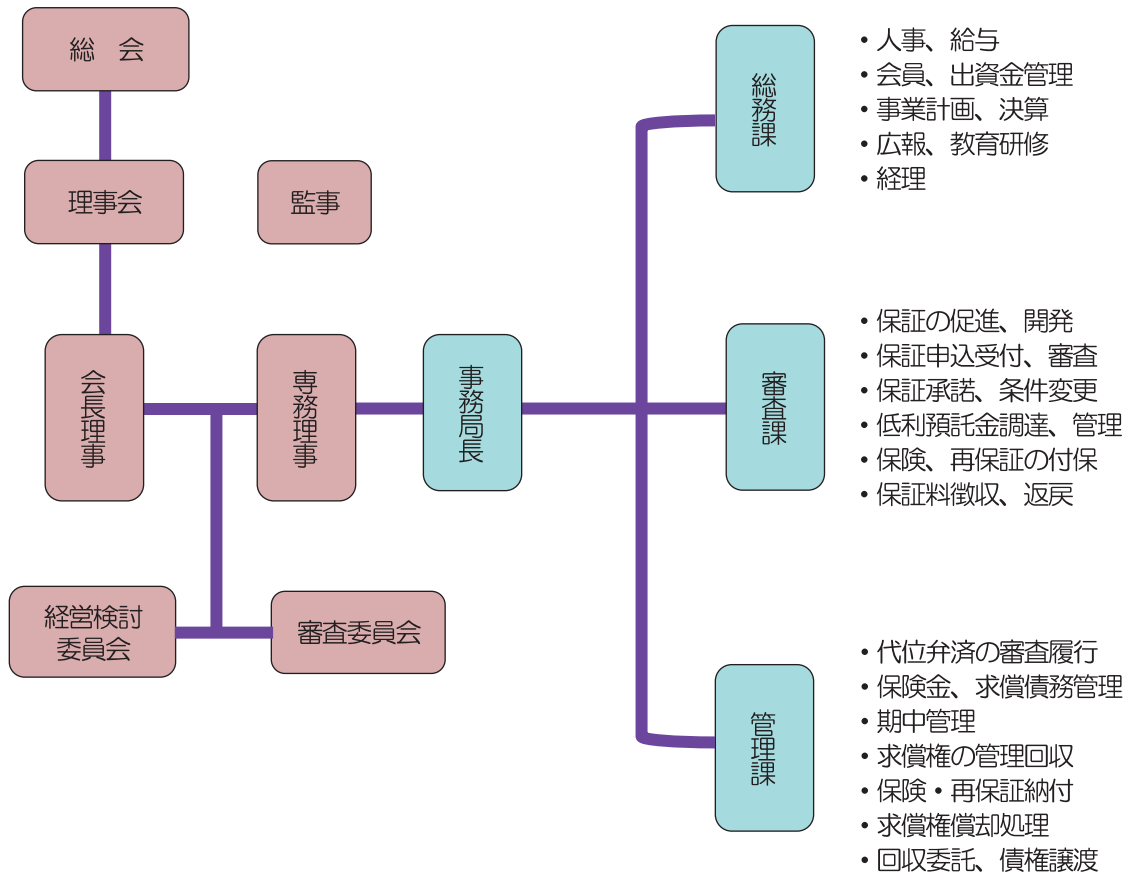 総　会
理事会
監事
会長理事
専務理事
事務局長
経営検討
委員会
審査委員会
総務課
・人事、給与
・会員、出資金管理
・事業計画、決算
・広報、教育研修
・経理
審査課
・保証の促進、開発
・保証申込受付、審査
・保証承諾、条件変更
・低利預託金調達、管理
・保険、再保証の付保
・保証料徴収、返戻
管理課
・代位弁済の審査履行
・保険金、求償債務管理
・期中管理
・求償権の管理回収
・保険・再保証納付
・求償権償却処理
・回収委託、債権譲渡